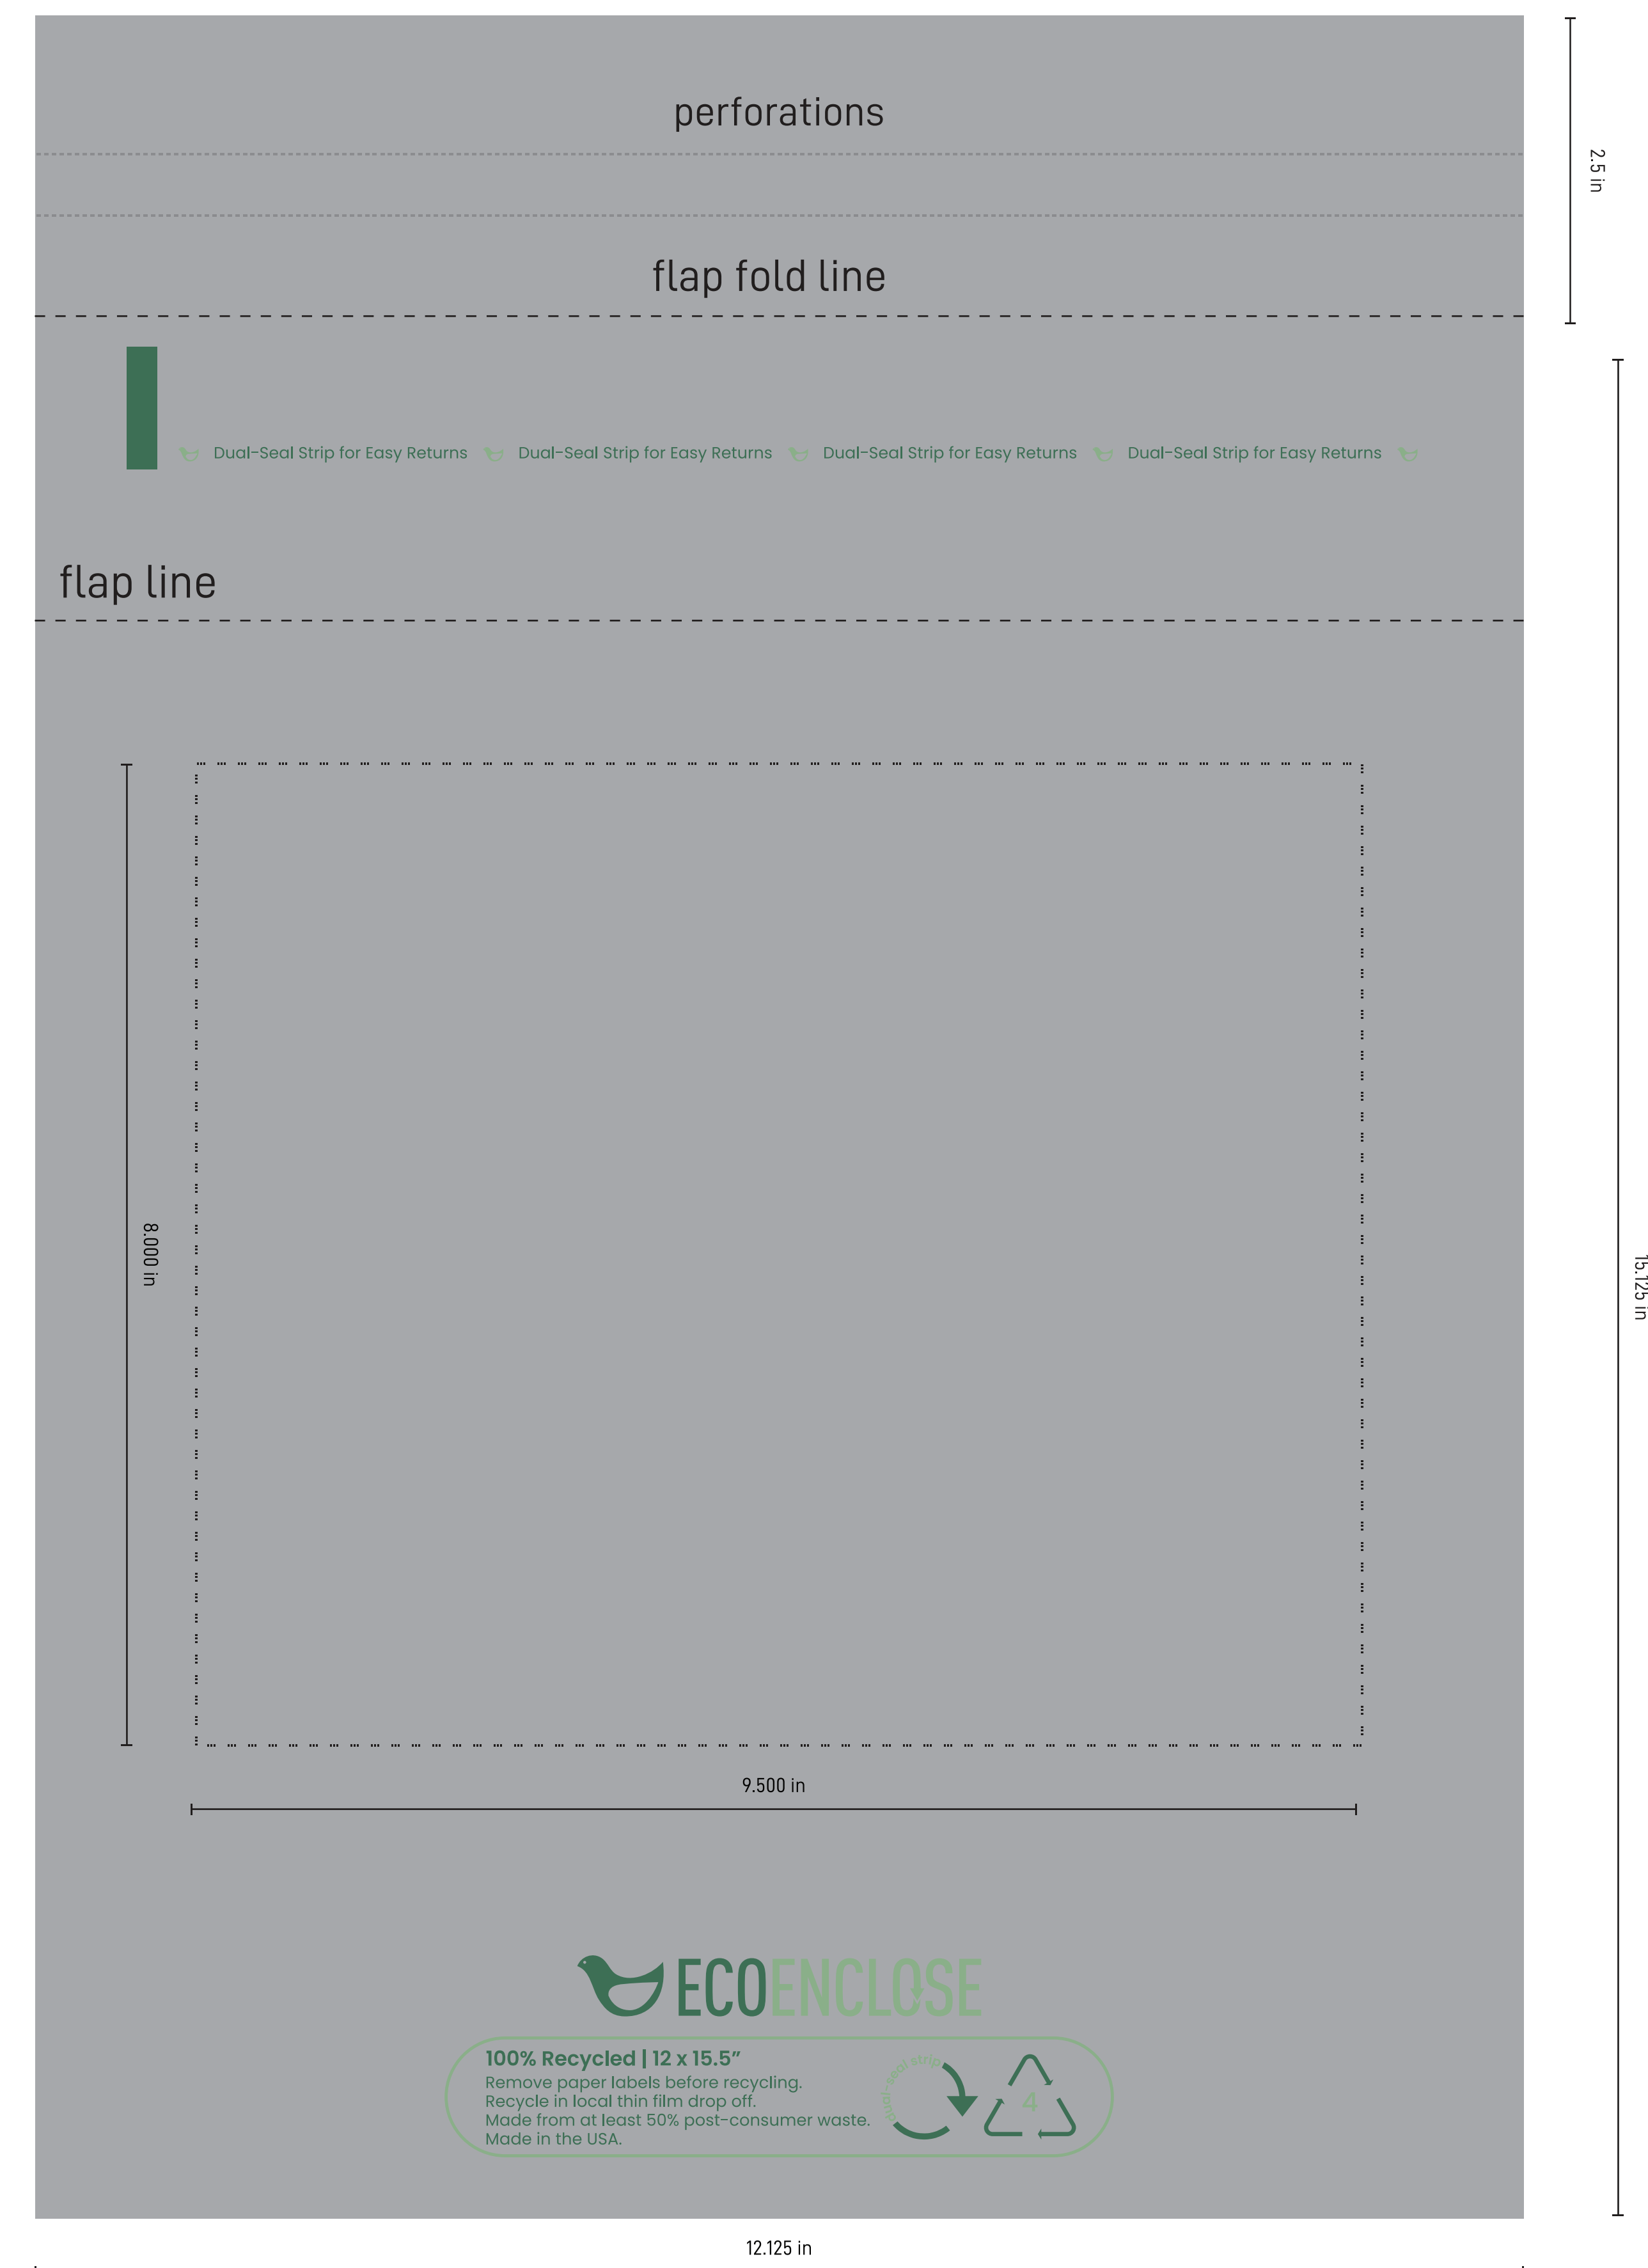 perforations
2.5 in
flap fold line
Dual-Seal Strip for Easy Returns Dual-Seal Strip for Easy Returns Dual-Seal Strip for Easy Returns Dual-Seal Strip for Easy Returns
flap line
8.000 in
15.125 in
9.500 in
ECOENCLOSE
100% Recycled | 12 x 15.5”
Remove paper labels before recycling.
Recycle in local thin film drop off.
Made from at least 50% post-consumer waste.
Made in the USA.
dual-seal strip
4
12.125 in